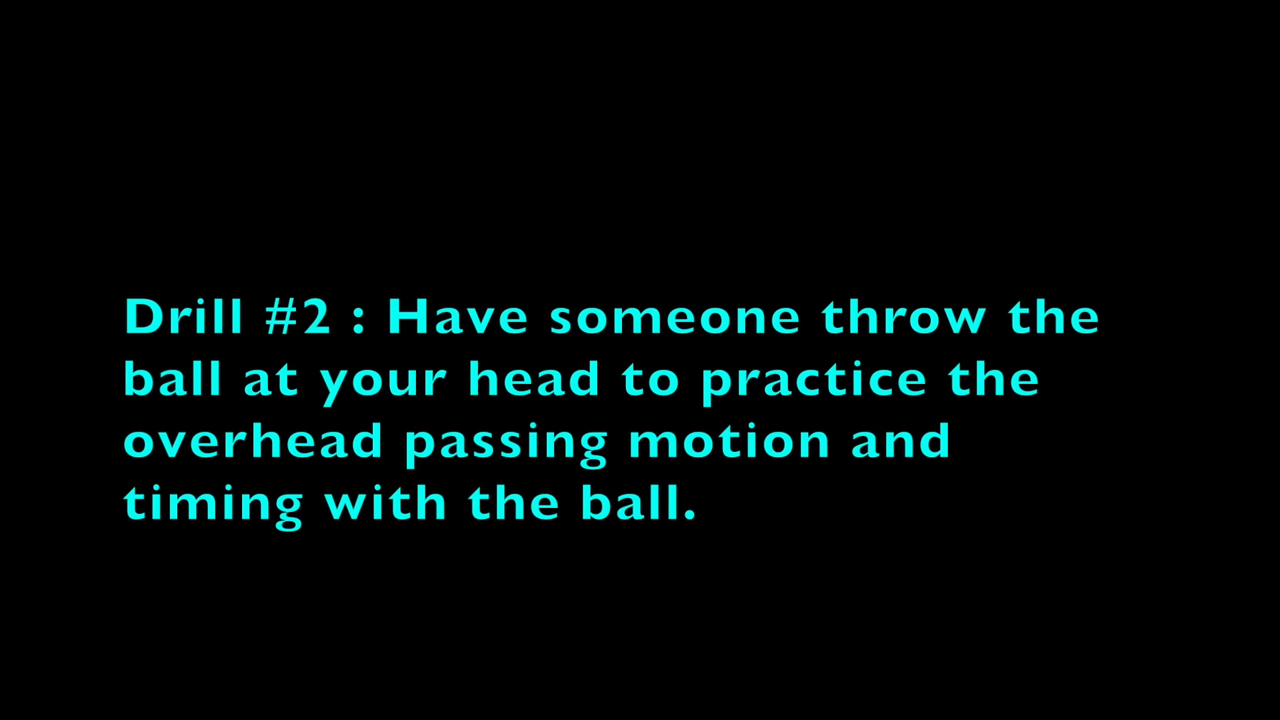 Drill #2 : Have someone throw the
ball at your head to practice the
overhead passing motion and
timing with the ball.